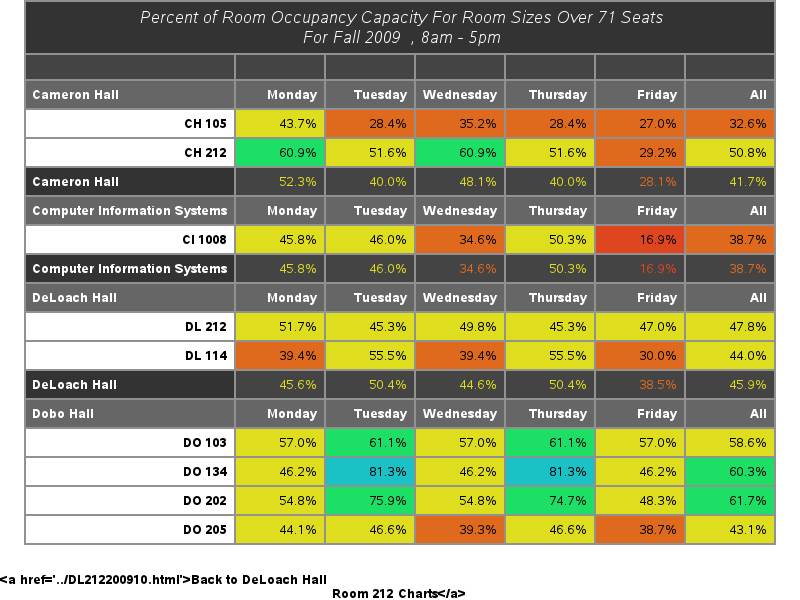 Percent of Room Occupancy Capacity For Room Sizes Over 71 Seats
For Fall 2009 , 8am - 5pm
Cameron Hall Monday Tuesday Wednesday Thursday Friday All
CH 105 43.7% 28.4% 35.2% 28.4% 27.0% 32.6%
CH 212 60.9% 51.6% 60.9% 51.6% 29.2% 50.8%
Cameron Hall 52.3% 40.0% 48.1% 40.0% 28.1% 41.7%
Computer Information Systems Monday Tuesday Wednesday Thursday Friday All
CI 1008 45.8% 46.0% 34.6% 50.3% 16.9% 38.7%
Computer Information Systems 45.8% 46.0% 34.6% 50.3% 16.9% 38.7%
DeLoach Hall Monday Tuesday Wednesday Thursday Friday All
DL 212 51.7% 45.3% 49.8% 45.3% 47.0% 47.8%
DL 114 39.4% 55.5% 39.4% 55.5% 30.0% 44.0%
DeLoach Hall 45.6% 50.4% 44.6% 50.4% 38.5% 45.9%
Dobo Hall Monday Tuesday Wednesday Thursday Friday All
DO 103 57.0% 61.1% 57.0% 61.1% 57.0% 58.6%
DO 134 46.2% 81.3% 46.2% 81.3% 46.2% 60.3%
DO 202 54.8% 75.9% 54.8% 74.7% 48.3% 61.7%
DO 205 44.1% 46.6% 39.3% 46.6% 38.7% 43.1%
<a href='../DL212200910.html'>Back to DeLoach Hall
Room 212 Charts</a>